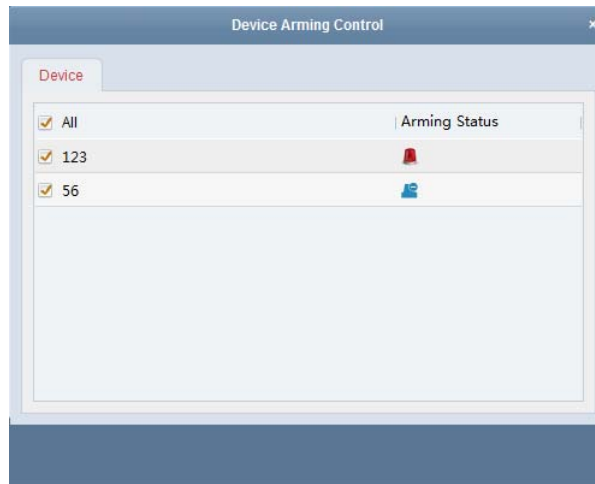 Device Arming Control
Device
All Arming Status
123
56